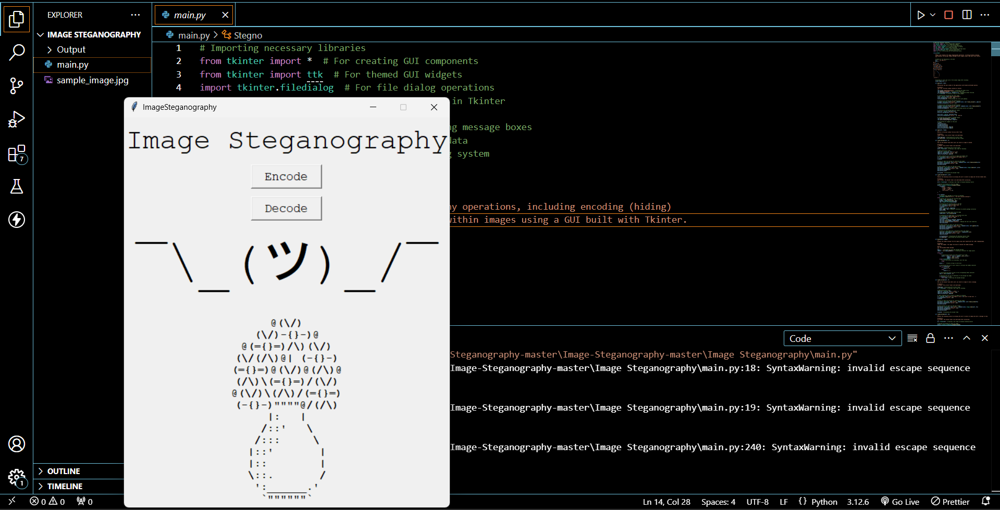 EXPLORER
IMAGE STEGANOGRAPHY
Output
main.py
sample_image.jpg
OUTLINE
TIMELINE
7
1
main.py
main.py > Stegno
1 # Importing necessary libraries
2 from tkinter import *  # For creating GUI components
3 from tkinter import ttk  # For themed GUI widgets
4 import tkinter.filedialog  # For file dialog operations
in Tkinter
ng message boxes
data
g system
ny operations, including encoding (hiding)
within images using a GUI built with Tkinter.
ImageSteganography
Image Steganography
Encode
Decode
¯\_(ツ)_/¯
@(\/)
(\/)-{}-)@
@(={}=)/\)(\/)
(\/(/\)@| (-{}-)
(={}=)@(\/)@(/\)@
(/\)\(={}=)/(\/)
@(\/)\(/\)/(={}=)
(-{}-)""""@/(/\)
|:   |
/::'   \
/:::     \
|::'       |
|::        |
\::.       /
':______.'
`""""""`
Code
Steganography-master\Image-Steganography-master\Image Steganography\main.py"
Image-Steganography-master\Image Steganography\main.py:18: SyntaxWarning: invalid escape sequence
Image-Steganography-master\Image Steganography\main.py:19: SyntaxWarning: invalid escape sequence
Image-Steganography-master\Image Steganography\main.py:240: SyntaxWarning: invalid escape sequence
0 0 0 Ln 14, Col 28 Spaces: 4 UTF-8 LF {} Python 3.12.6 Go Live Prettier